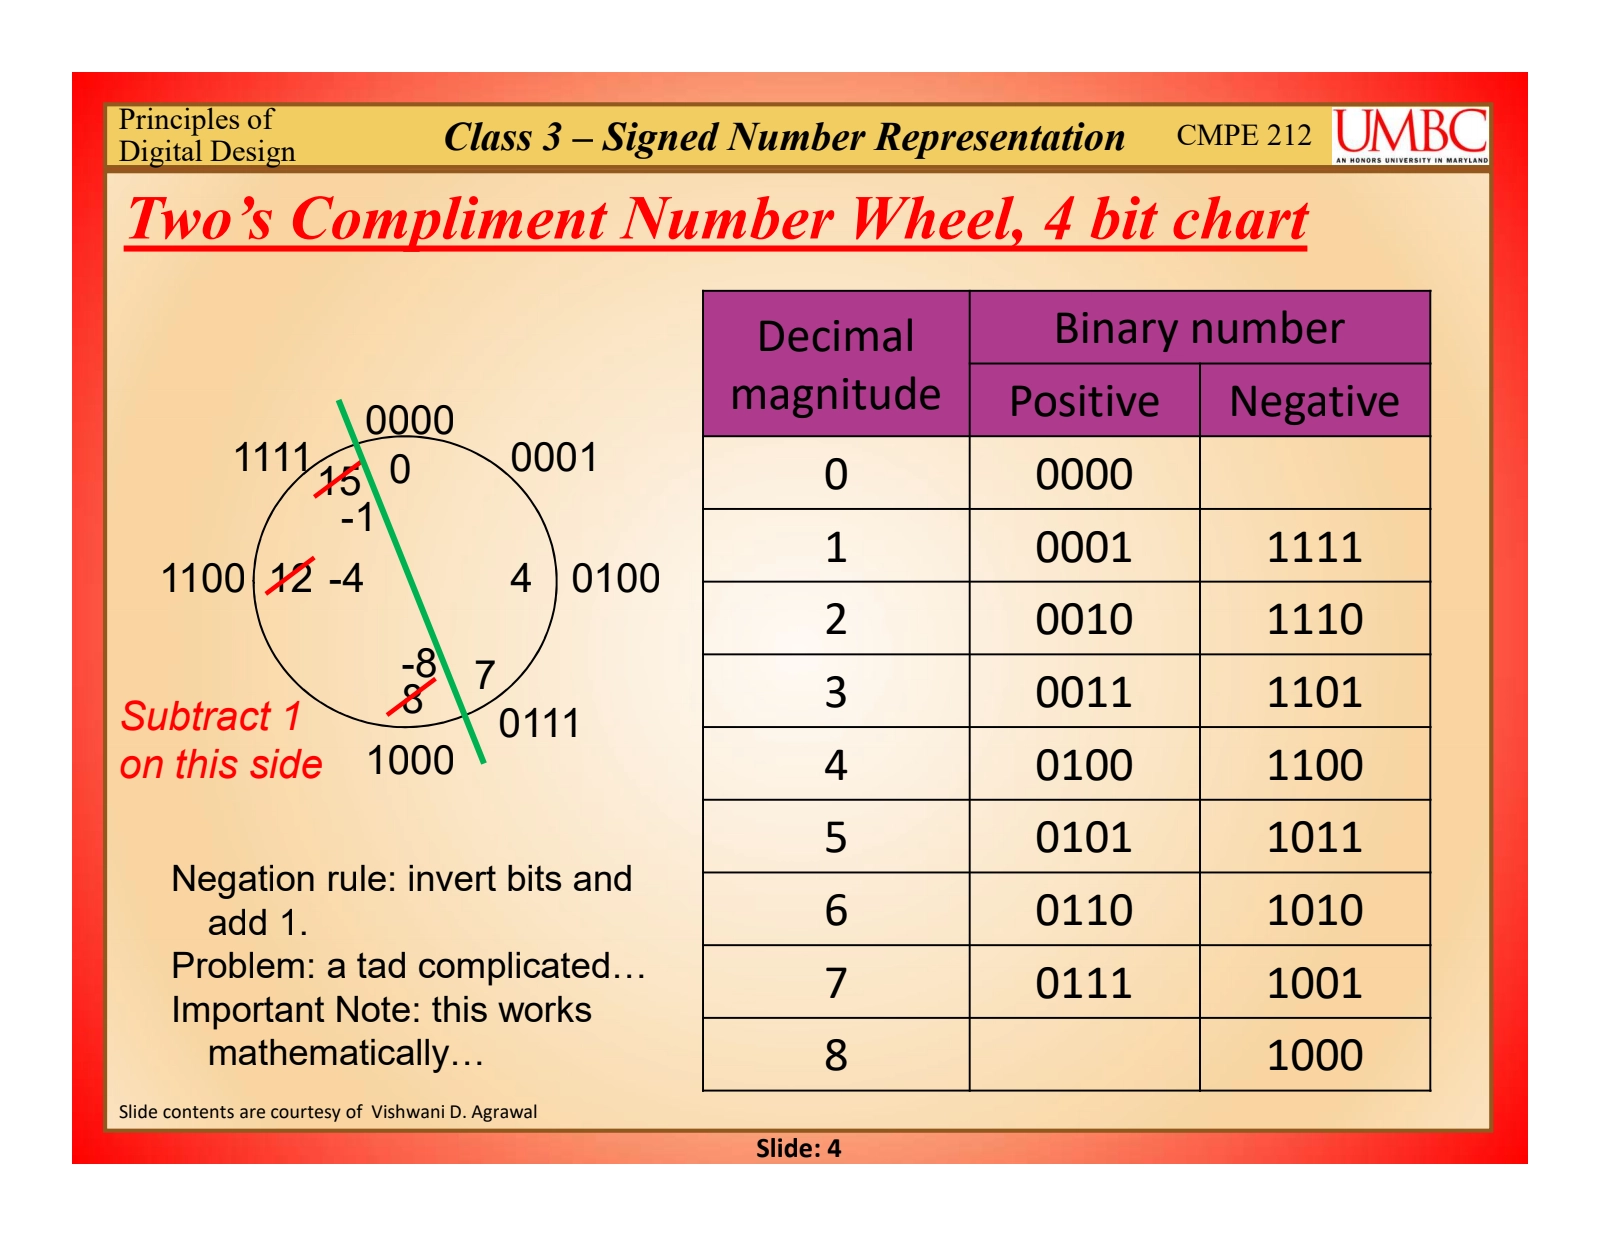 Principles of
Digital Design
Class 3 – Signed Number Representation
CMPE 212
UMBC
AN HONORS UNIVERSITY IN MARYLAND
Two’s Compliment Number Wheel, 4 bit chart
0000
1111
0001
15
0
-1
1100
12
-4
4
0100
-8
8
7
0111
1000
Subtract 1
on this side
Negation rule: invert bits and
add 1.
Problem: a tad complicated…
Important Note: this works
mathematically…
Decimal
magnitude
Binary number
Positive Negative
0 0000
1 0001 1111
2 0010 1110
3 0011 1101
4 0100 1100
5 0101 1011
6 0110 1010
7 0111 1001
8 1000
Slide contents are courtesy of Vishwani D. Agrawal
Slide: 4